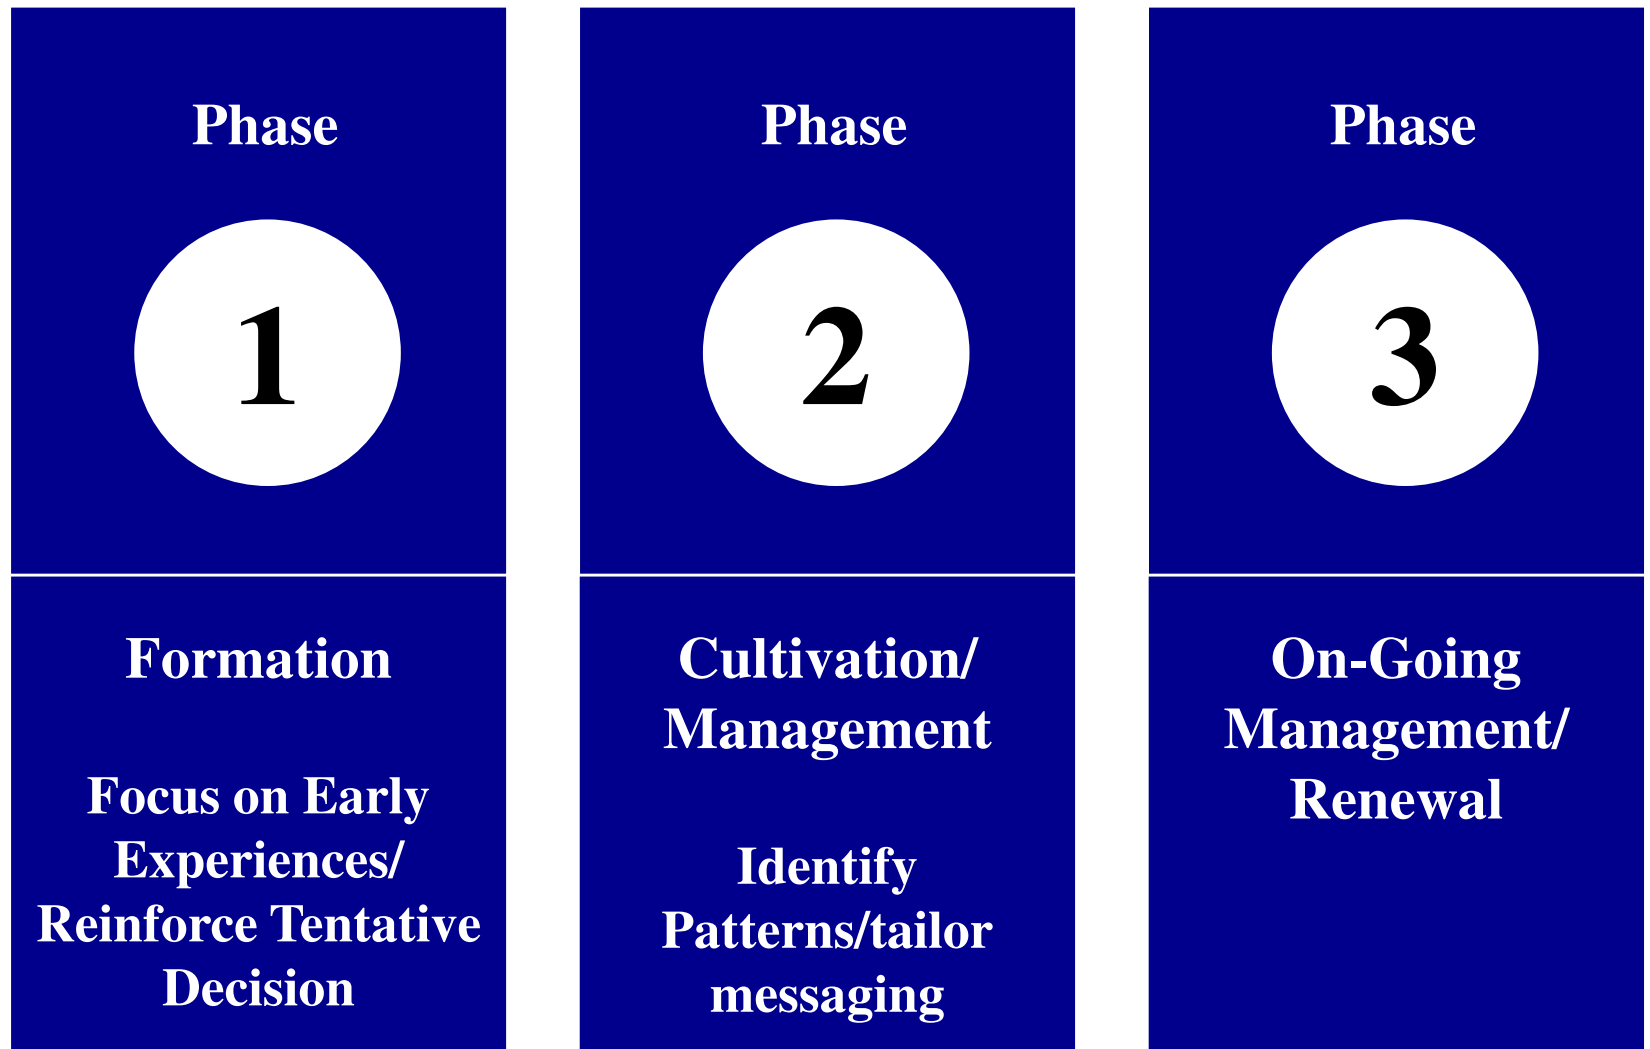 Phase
1
Formation
Focus on Early
Experiences/
Reinforce Tentative
Decision
Phase
2
Cultivation/
Management
Identify
Patterns/tailor
messaging
Phase
3
On-Going
Management/
Renewal